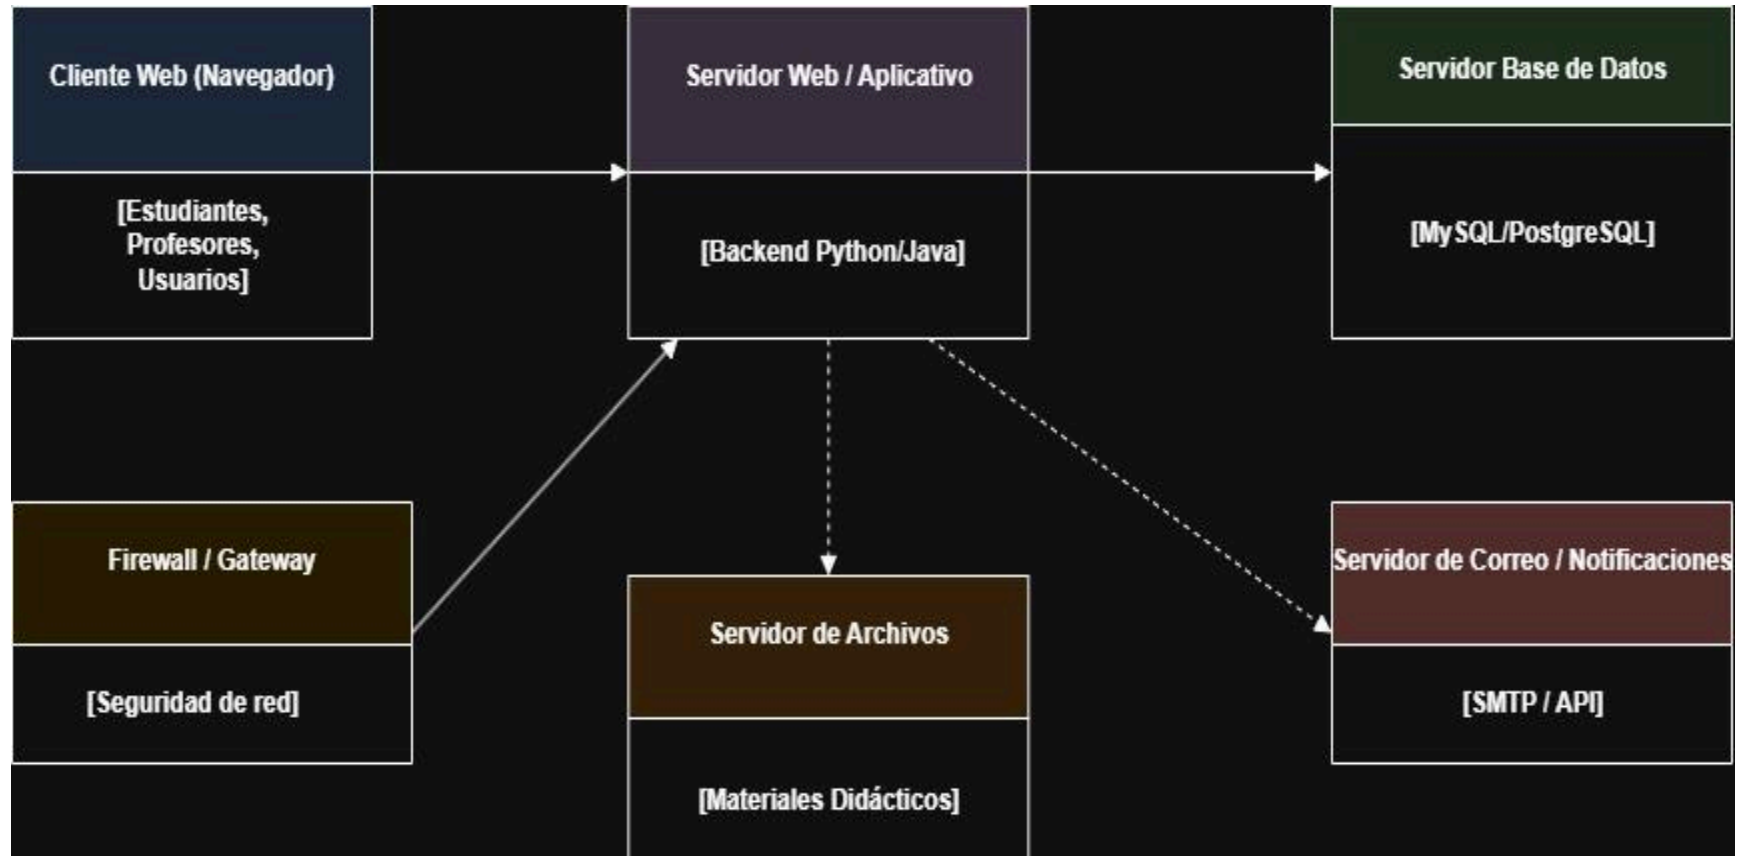 Cliente Web (Navegador)
[Estudiantes,
Profesores,
Usuarios]
Servidor Web / Aplicativo
[Backend Python/Java]
Servidor Base de Datos
[MySQL/PostgreSQL]
Firewall / Gateway
[Seguridad de red]
Servidor de Archivos
[Materiales Didácticos]
Servidor de Correo / Notificaciones
[SMTP / API]